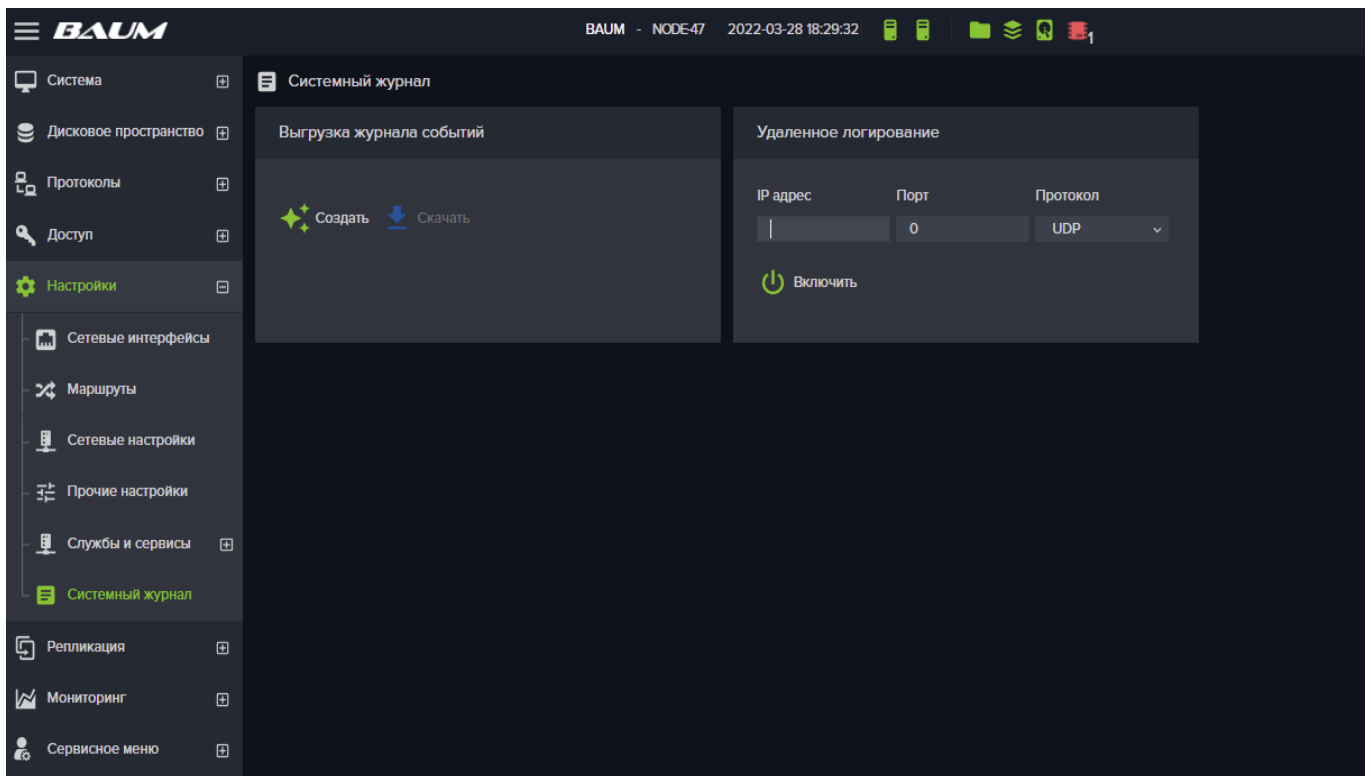 BAUM
BAUM - NODE-47 2022-03-28 18:29:32
1
Система
Дисковое пространство
Протоколы
Доступ
Настройки
Сетевые интерфейсы
Маршруты
Сетевые настройки
Прочие настройки
Службы и сервисы
Системный журнал
Репликация
Мониторинг
Сервисное меню
Системный журнал
Выгрузка журнала событий
Создать Скачать
Удаленное логирование
IP адрес Порт Протокол
0 UDP
Включить